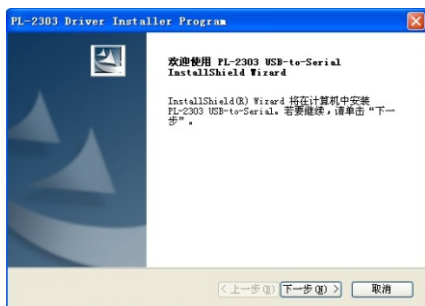 PL-2303 Driver Installer Program
欢迎使用 PL-2303 USB-to-Serial
InstallShield Wizard
InstallShield(R) Wizard 将在计算机中安装
PL-2303 USB-to-Serial。若要继续，请单击“下一
步”。
< 上一步(B) 下一步(N) > 取消